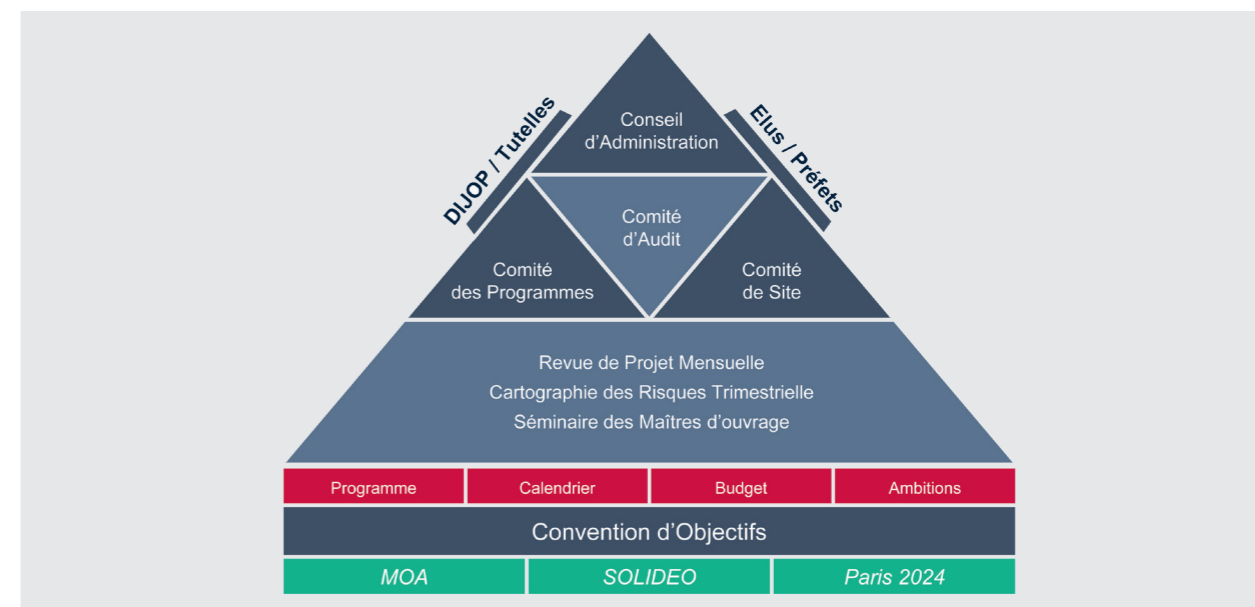 Conseil
d'Administration
DIJOP / Tutelles
Elus / Préfets
Comité
d'Audit
Comité
des Programmes
Comité
de Site
Revue de Projet Mensuelle
Cartographie des Risques Trimestrielle
Séminaire des Maîtres d'ouvrage
Programme
Calendrier
Budget
Ambitions
Convention d'Objectifs
MOA
SOLIDEO
Paris 2024